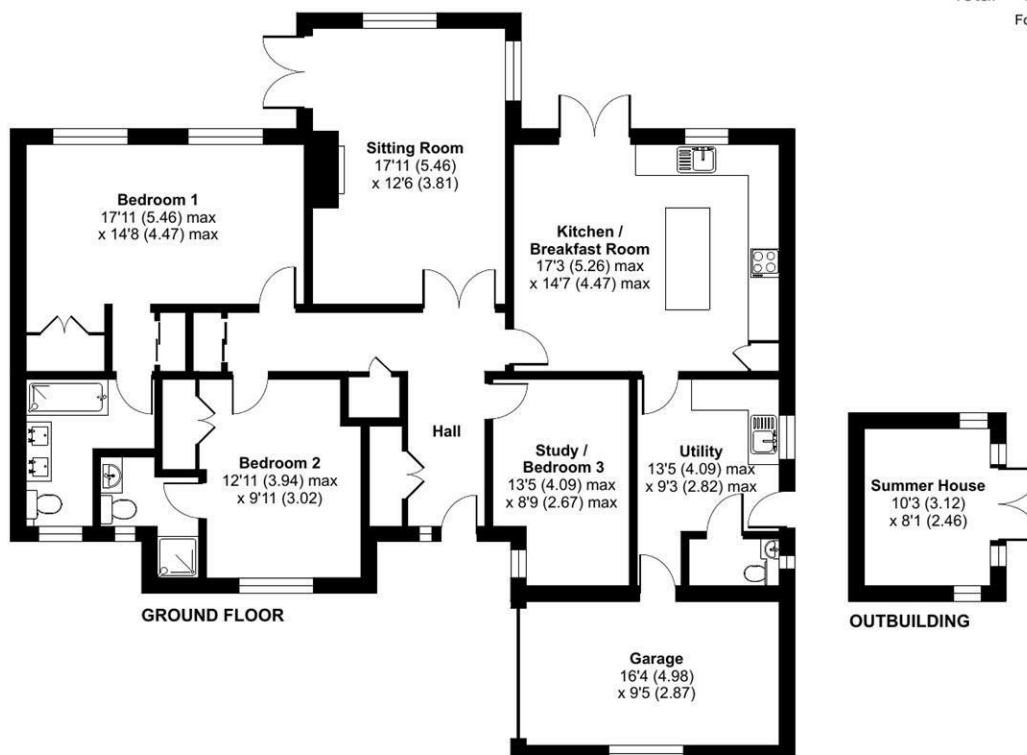 Sitting Room
17'11 (5.46)
x 12'6 (3.81)
Bedroom 1
17'11 (5.46) max
x 14'8 (4.47) max
Kitchen /
Breakfast Room
17'3 (5.26) max
x 14'7 (4.47) max
Hall
Bedroom 2
12'11 (3.94) max
x 9'11 (3.02)
Study /
Bedroom 3
13'5 (4.09) max
x 8'9 (2.67) max
Utility
13'5 (4.09) max
x 9'3 (2.82) max
Summer House
10'3 (3.12)
x 8'1 (2.46)
GROUND FLOOR
OUTBUILDING
Garage
16'4 (4.98)
x 9'5 (2.87)